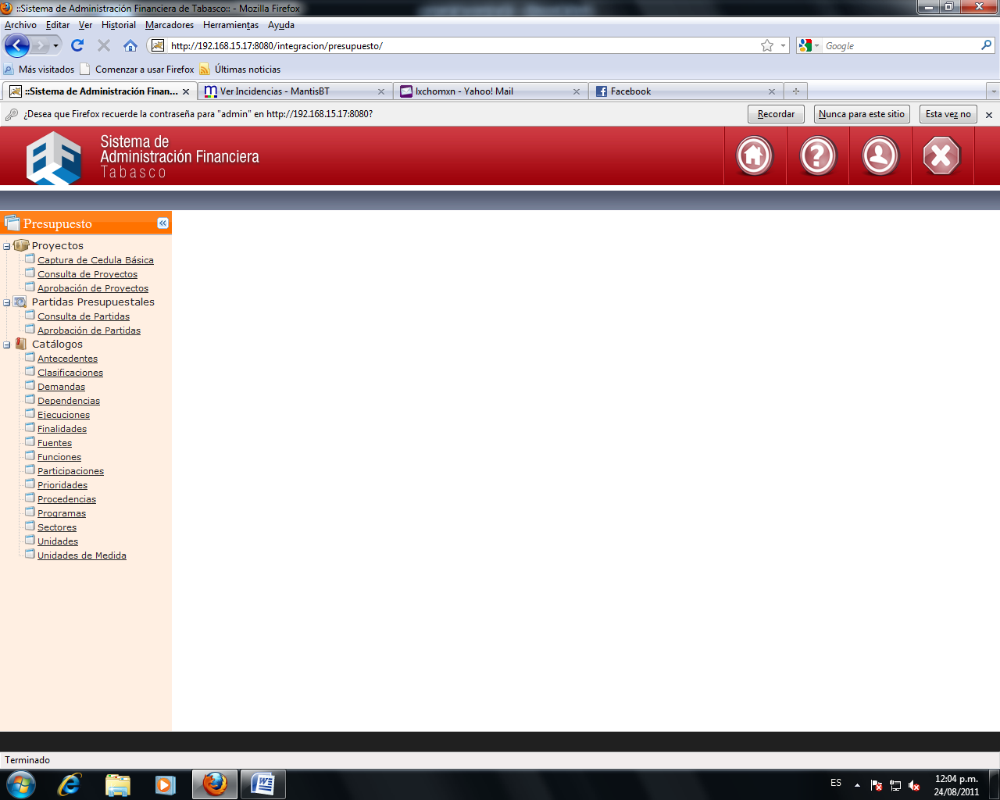 ::Sistema de Administración Financiera de Tabasco:: - Mozilla Firefox
Archivo Editar Ver Historial Marcadores Herramientas Ayuda
http://192.168.15.17:8080/integracion/presupuesto/
Google
Más visitados Comenzar a usar Firefox Últimas noticias
::Sistema de Administración Finan... Ver Incidencias - MantisBT
lxchomxn - Yahoo! Mail Facebook
¿Desea que Firefox recuerde la contraseña para "admin" en http://192.168.15.17:8080? Recordar Nunca para este sitio Esta vez no
Sistema de
Administración Financiera
Tabasco
Presupuesto
Proyectos
Captura de Cedula Básica
Consulta de Proyectos
Aprobación de Proyectos
Partidas Presupuestales
Consulta de Partidas
Aprobación de Partidas
Catálogos
Antecedentes
Clasificaciones
Demandas
Dependencias
Ejecuciones
Finalidades
Fuentes
Funciones
Participaciones
Prioridades
Procedencias
Programas
Sectores
Unidades
Unidades de Medida
Terminado
ES
12:04 p.m.
24/08/2011